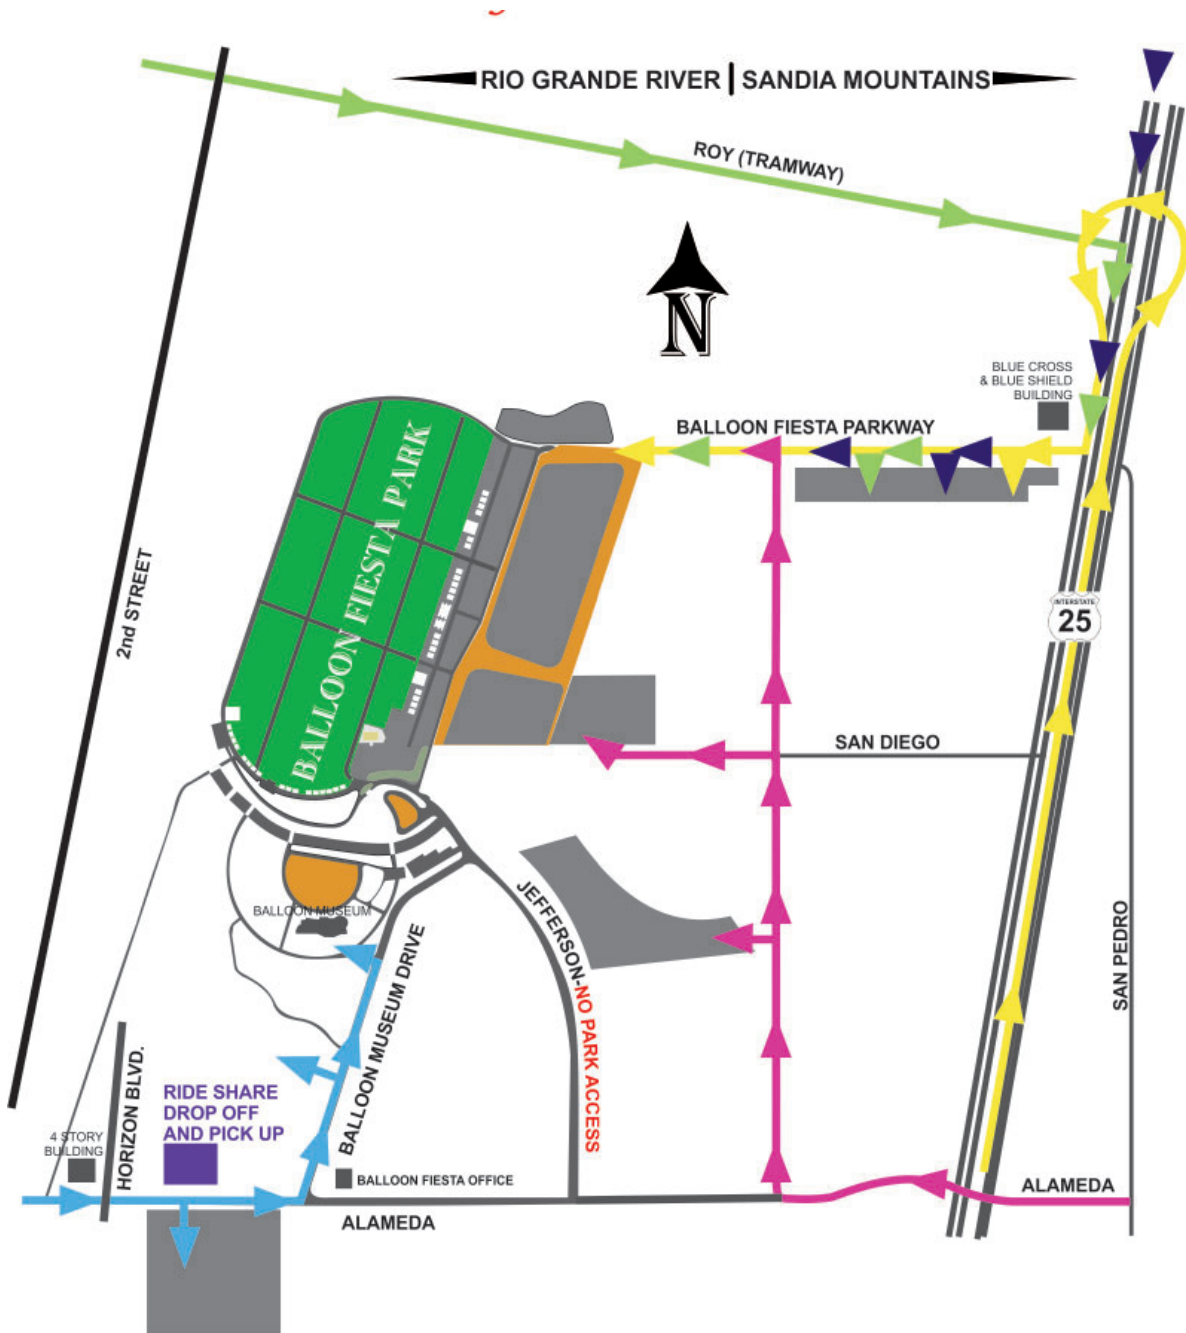 RIO GRANDE RIVER | SANDIA MOUNTAINS
ROY (TRAMWAY)
N
BLUE CROSS
& BLUE SHIELD
BUILDING
BALLOON FIESTA PARKWAY
BALLOON FIESTA PARK
2nd STREET
INTERSTATE
25
SAN DIEGO
BALLOON MUSEUM
JEFFERSON-NO PARK ACCESS
SAN PEDRO
BALLOON MUSEUM DRIVE
HORIZON BLVD.
RIDE SHARE
DROP OFF
AND PICK UP
4 STORY
BUILDING
BALLOON FIESTA OFFICE
ALAMEDA
ALAMEDA